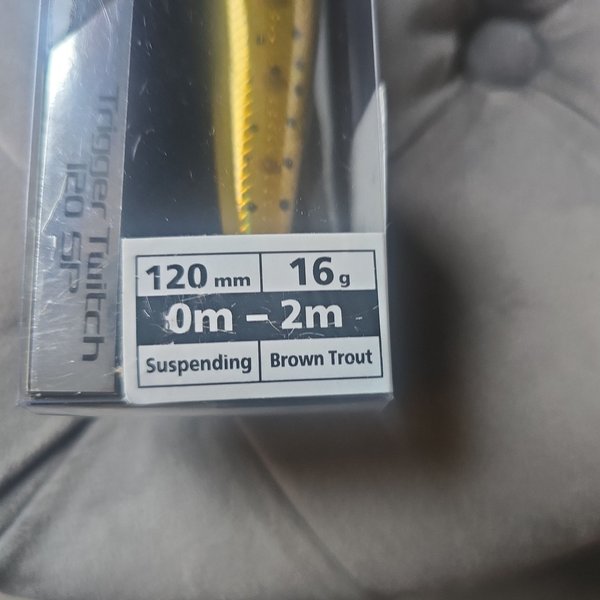 Trigger Twitch
120 SP
120 mm 16 g
0m – 2m
Suspending Brown Trout